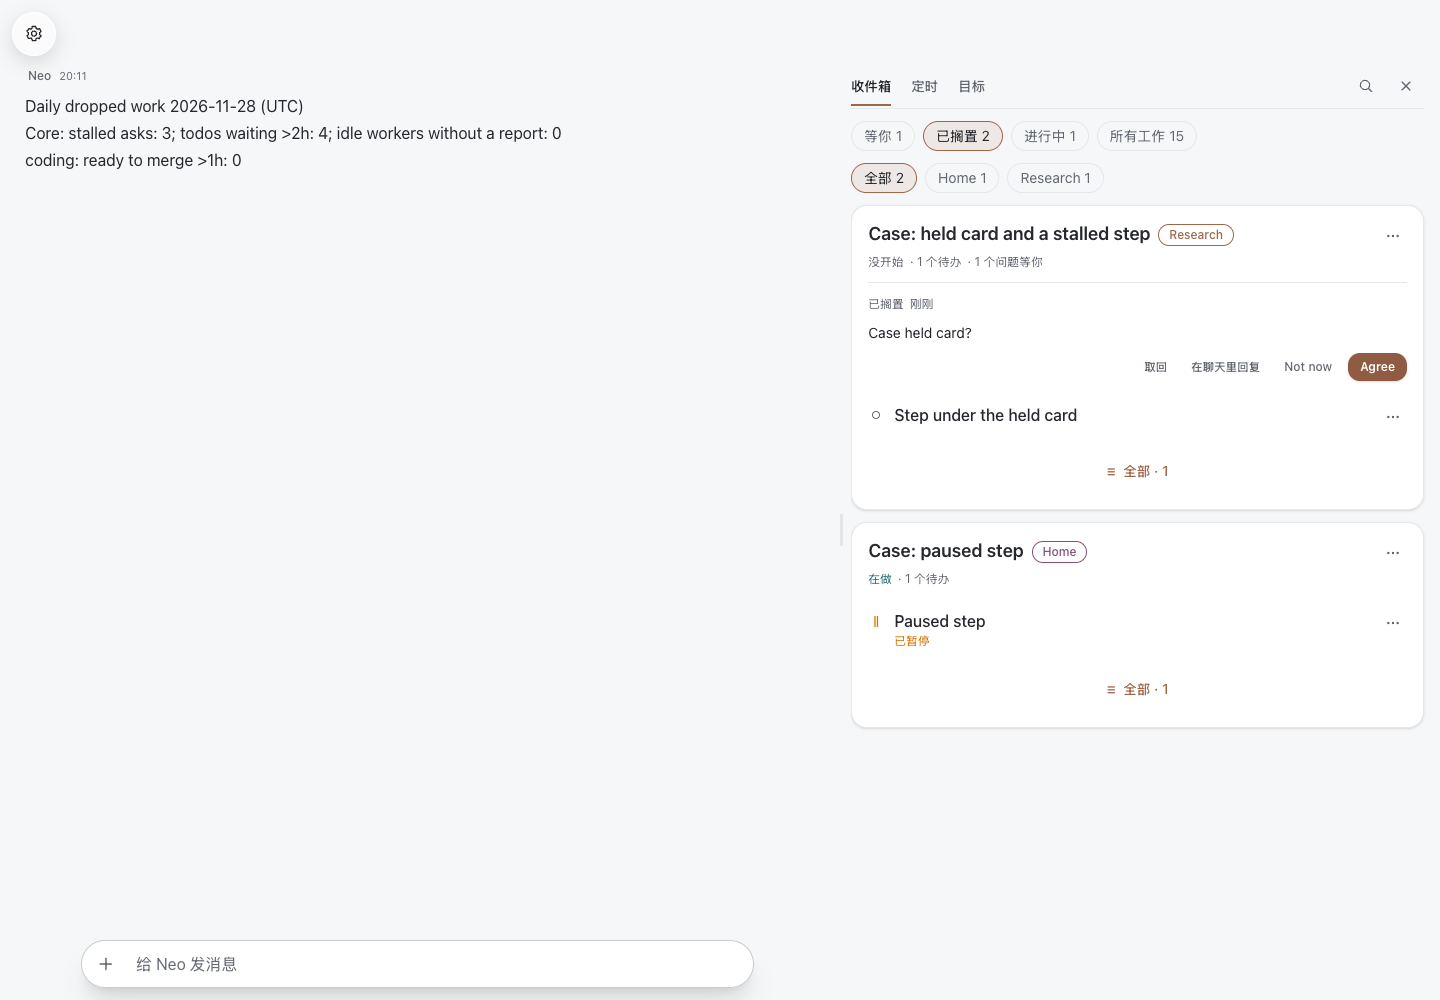 Neo 20:11
Daily dropped work 2026-11-28 (UTC)
Core: stalled asks: 3; todos waiting >2h: 4; idle workers without a report: 0
coding: ready to merge >1h: 0
给 Neo 发消息
收件箱 定时 目标
等你 1 已搁置 2 进行中 1 所有工作 15
全部 2 Home 1 Research 1
Case: held card and a stalled step Research
没开始 · 1 个待办 · 1 个问题等你
已搁置 刚刚
Case held card?
取回 在聊天里回复 Not now Agree
Step under the held card
全部 · 1
Case: paused step Home
在做 · 1 个待办
Paused step
已暂停
全部 · 1